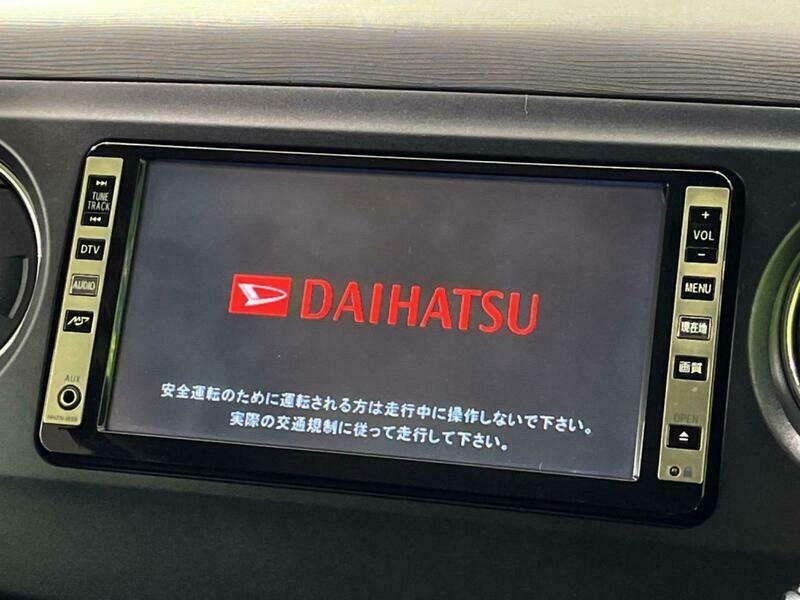 TUNE
TRACK
DTV
AUDIO
AUX
DAIHATSU
安全運転のために運転される方は走行中に操作しないで下さい。
実際の交通規制に従って走行して下さい。
+
VOL
-
MENU
現在地
画質
OPEN